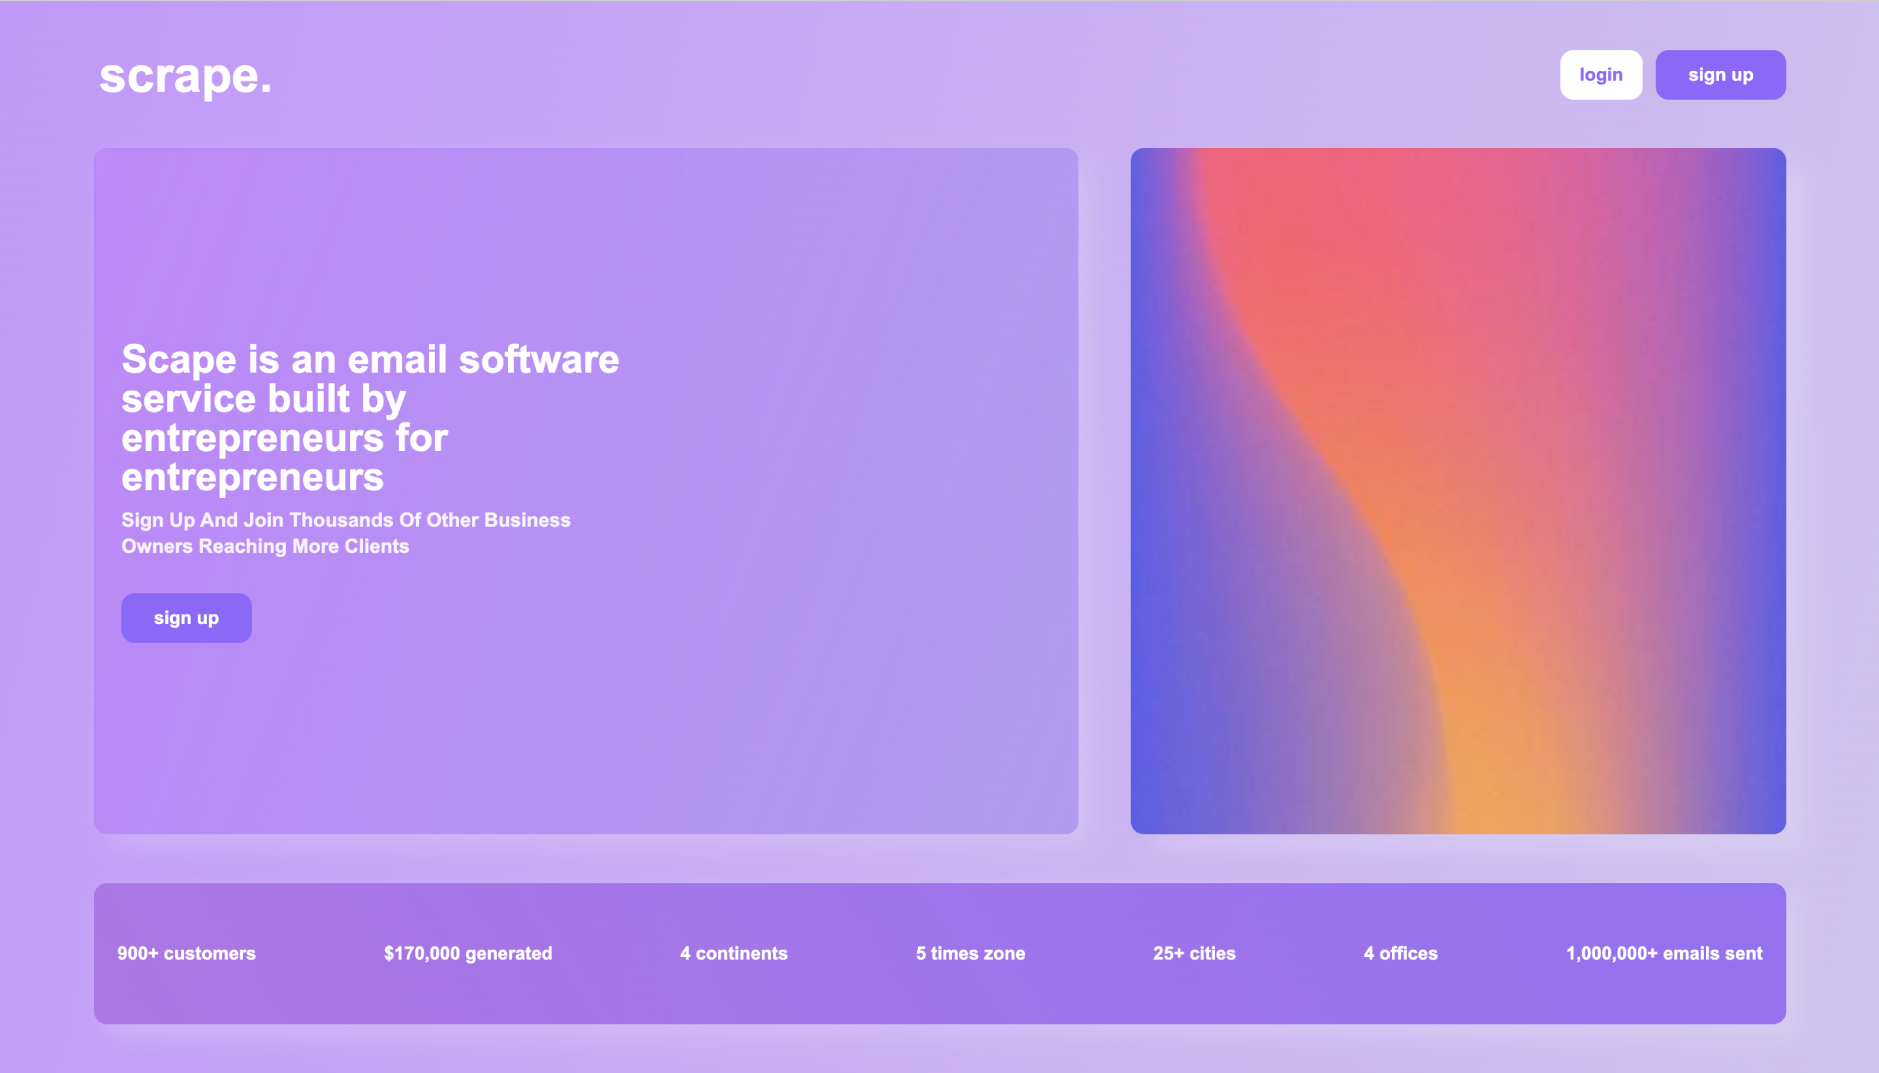 scrape.
login
sign up
Scape is an email software
service built by
entrepreneurs for
entrepreneurs
Sign Up And Join Thousands Of Other Business
Owners Reaching More Clients
sign up
900+ customers
$170,000 generated
4 continents
5 times zone
25+ cities
4 offices
1,000,000+ emails sent